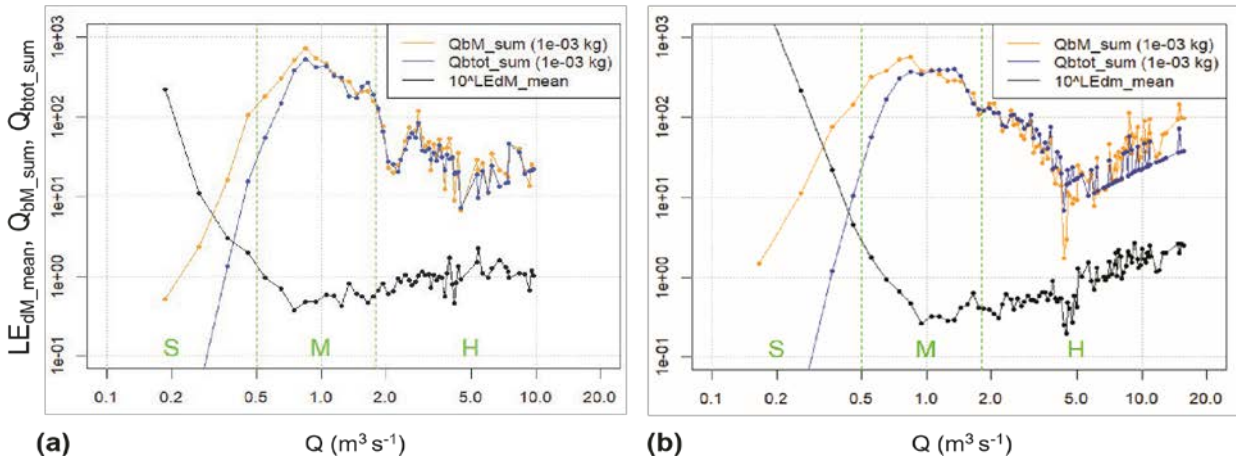 LEdM_mean, QbM_sum, Qbtot_sum
1e+03
1e+02
1e+01
1e+00
1e-01
QbM_sum (1e-03 kg)
Qbtot_sum (1e-03 kg)
10^LEdM_mean
S M H
0.1 0.2 0.5 1.0 2.0 5.0 10.0 20.0
(a) Q (m³ s⁻¹)
1e+03
1e+02
1e+01
1e+00
1e-01
QbM_sum (1e-03 kg)
Qbtot_sum (1e-03 kg)
10^LEdm_mean
S M H
0.1 0.2 0.5 1.0 2.0 5.0 10.0 20.0
(b) Q (m³ s⁻¹)